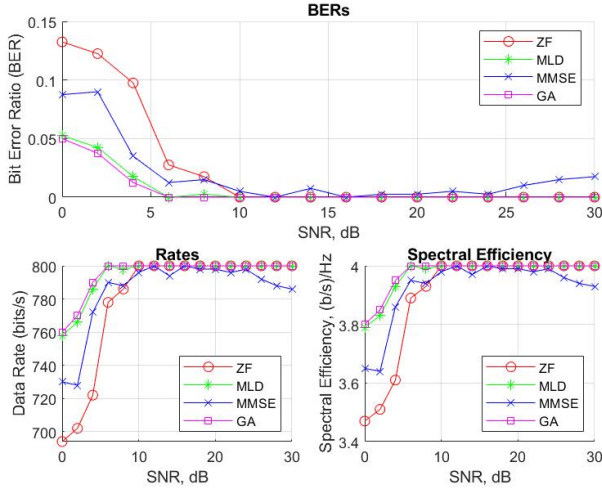 BERs
Bit Error Ratio (BER)
0.15
0.1
0.05
0
0 5 10 15 20 25 30
SNR, dB
ZF
MLD
MMSE
GA
Rates
Data Rate (bits/s)
800
780
760
740
720
700
0 10 20 30
SNR, dB
ZF
MLD
MMSE
GA
Spectral Efficiency
Spectral Efficiency, (b/s)/Hz
4
3.8
3.6
3.4
0 10 20 30
SNR, dB
ZF
MLD
MMSE
GA